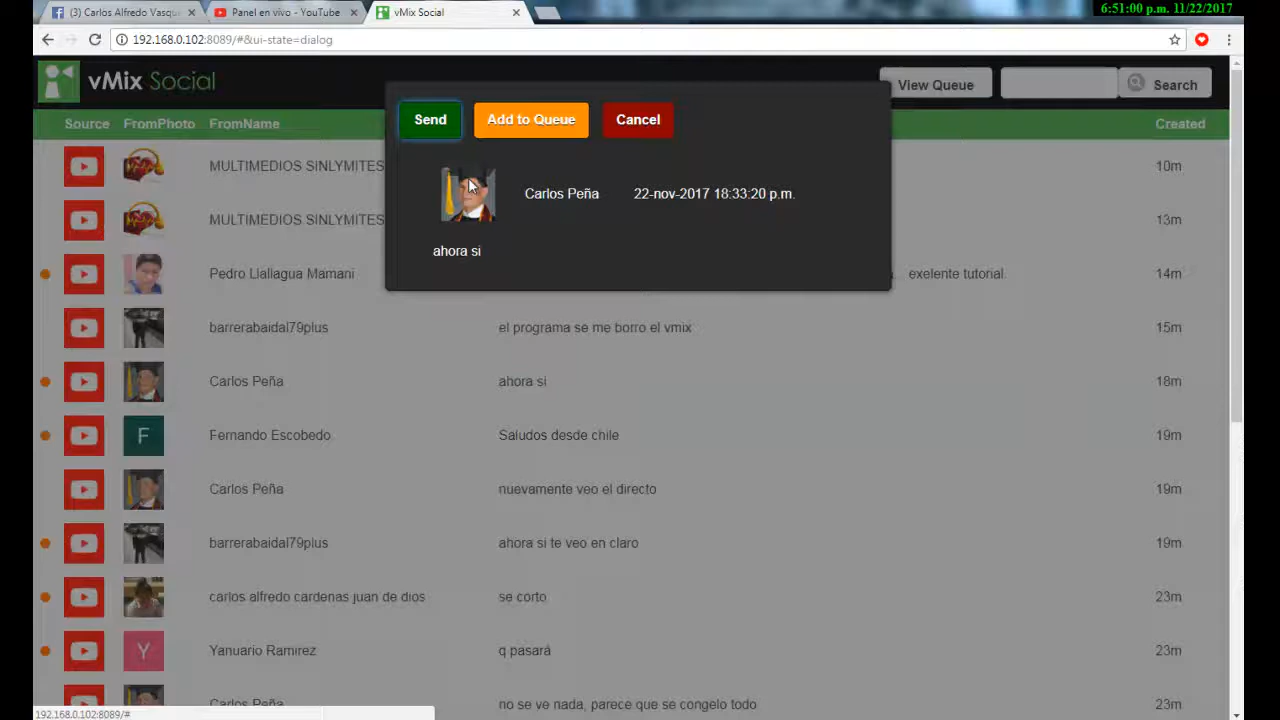 6:51:00 p.m. 11/22/2017
(3) Carlos Alfredo Vasqu
Panel en vivo - YouTube
vMix Social
192.168.0.102:8089/#&ui-state=dialog
vMix Social
View Queue
Search
Send
Add to Queue
Cancel
Carlos Peña
22-nov-2017 18:33:20 p.m.
ahora si
Source
FromPhoto
FromName
Created
MULTIMEDIOS SINLYMITES
10m
MULTIMEDIOS SINLYMITES
13m
Pedro Llallagua Mamani
exelente tutorial.
14m
barrerabaidal79plus
el programa se me borro el vmix
15m
Carlos Peña
ahora si
18m
F
Fernando Escobedo.
Saludos desde chile
19m
Carlos Peña
nuevamente veo el directo
19m
barrerabaidal79plus
ahora si te veo en claro
19m
carlos alfredo cardenas juan de dios
se corto
23m
Y
Yanuario Ramirez
q pasará
23m
Carlos Peña
no se ve nada, parece que se congelo todo
23m
192.168.0.102:8089/#